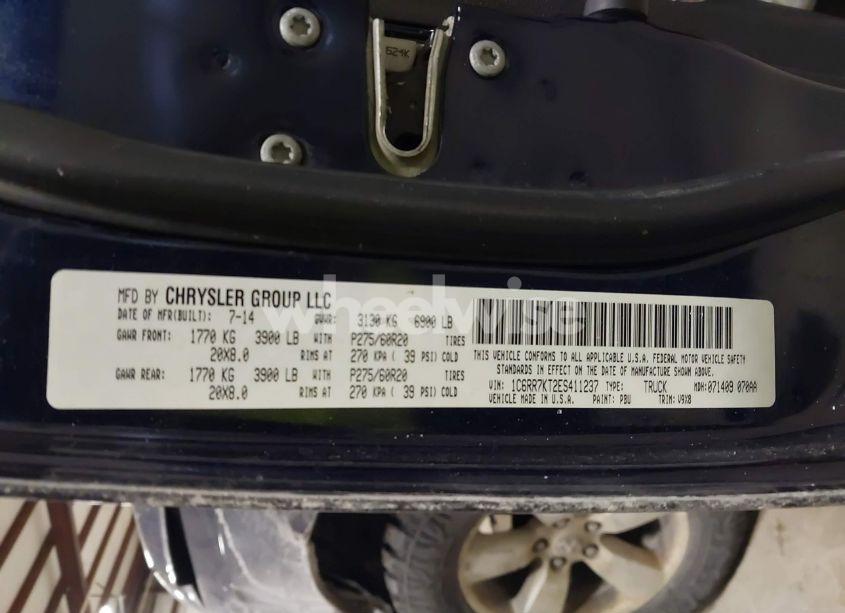 624K
wheelwise
MFD BY CHRYSLER GROUP LLC
DATE OF MFR(BUILT): 7-14 GVWR: 3130 KG 6900 LB
GAWR FRONT: 1770 KG 3900 LB WITH P275/60R20 TIRES
20X8.0 RIMS AT 270 KPA ( 39 PSI) COLD
GAWR REAR: 1770 KG 3900 LB WITH P275/60R20 TIRES
20X8.0 RIMS AT 270 KPA ( 39 PSI) COLD
THIS VEHICLE CONFORMS TO ALL APPLICABLE U.S.A. FEDERAL MOTOR VEHICLE SAFETY
STANDARDS IN EFFECT ON THE DATE OF MANUFACTURE SHOWN ABOVE.
VIN: 1C6RR7KT2ES411237 TYPE: TRUCK MDH: 071409 070AA
VEHICLE MADE IN U.S.A. PAINT: PBU TRIM: V9X8